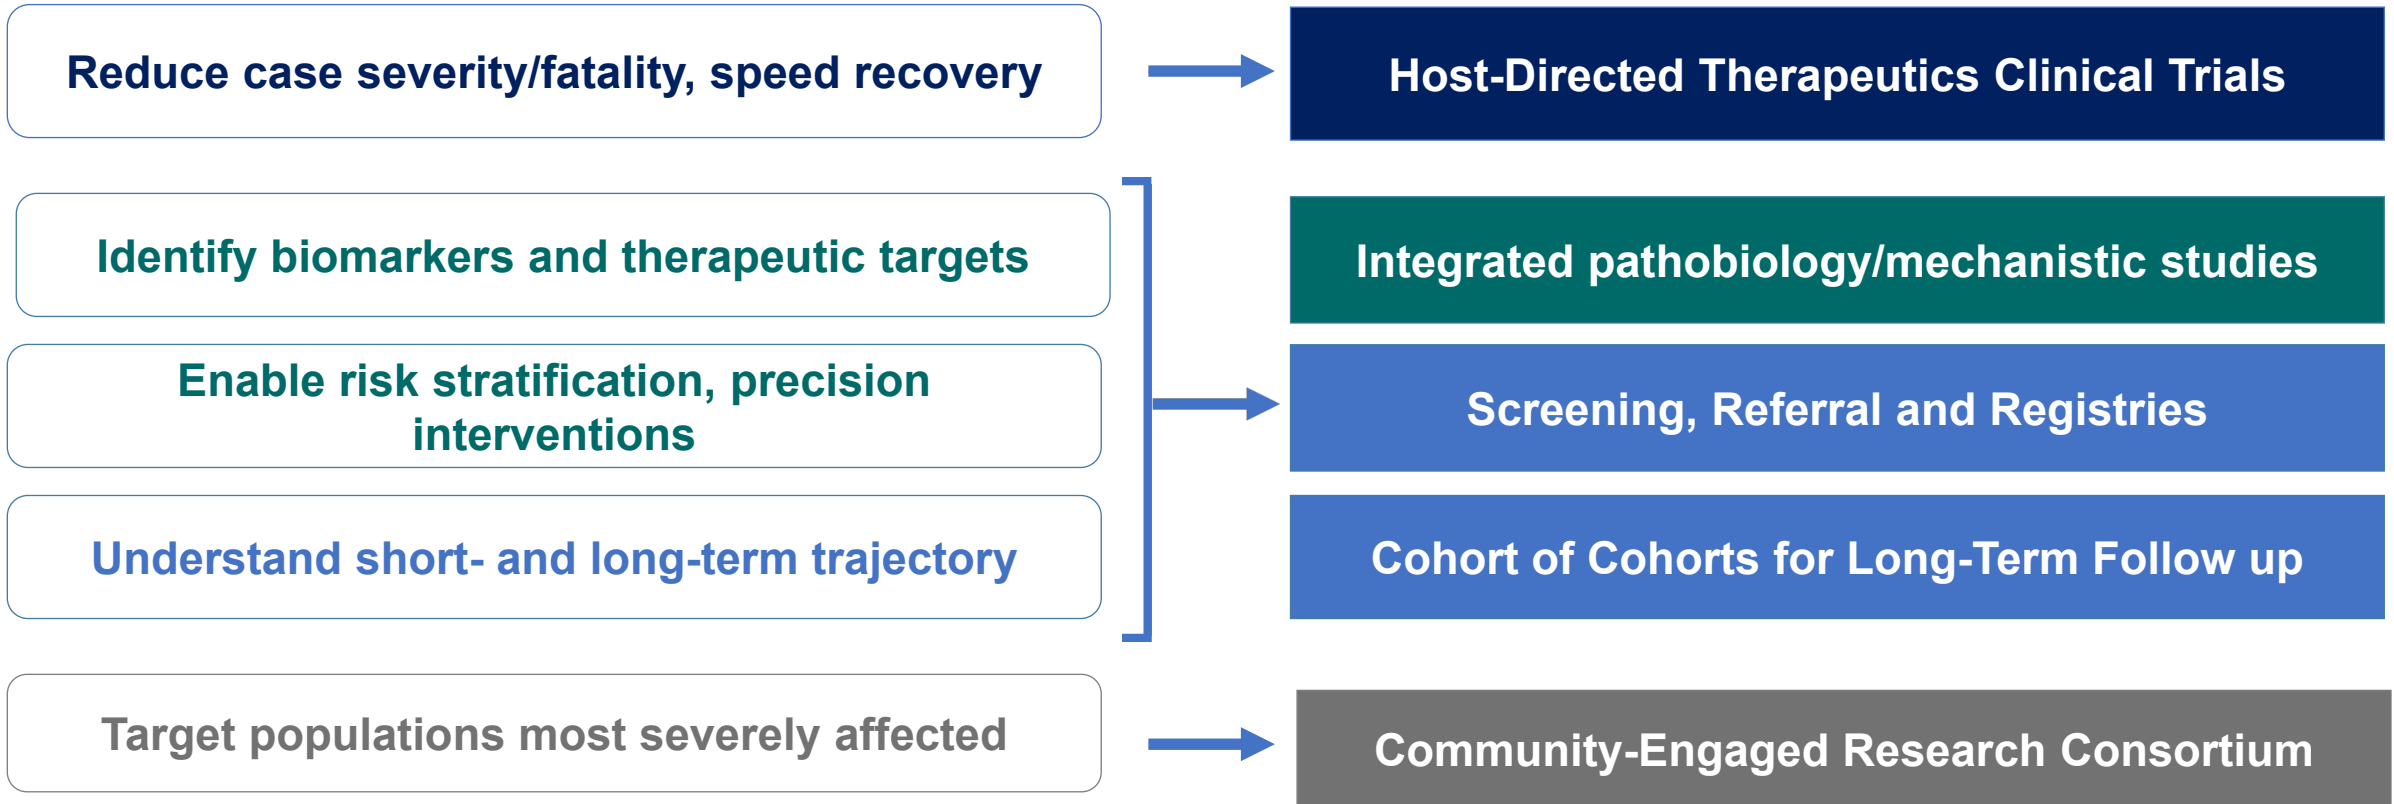 Reduce case severity/fatality, speed recovery
Host-Directed Therapeutics Clinical Trials
Identify biomarkers and therapeutic targets
Integrated pathobiology/mechanistic studies
Enable risk stratification, precision
interventions
Screening, Referral and Registries
Understand short- and long-term trajectory
Cohort of Cohorts for Long-Term Follow up
Target populations most severely affected
Community-Engaged Research Consortium